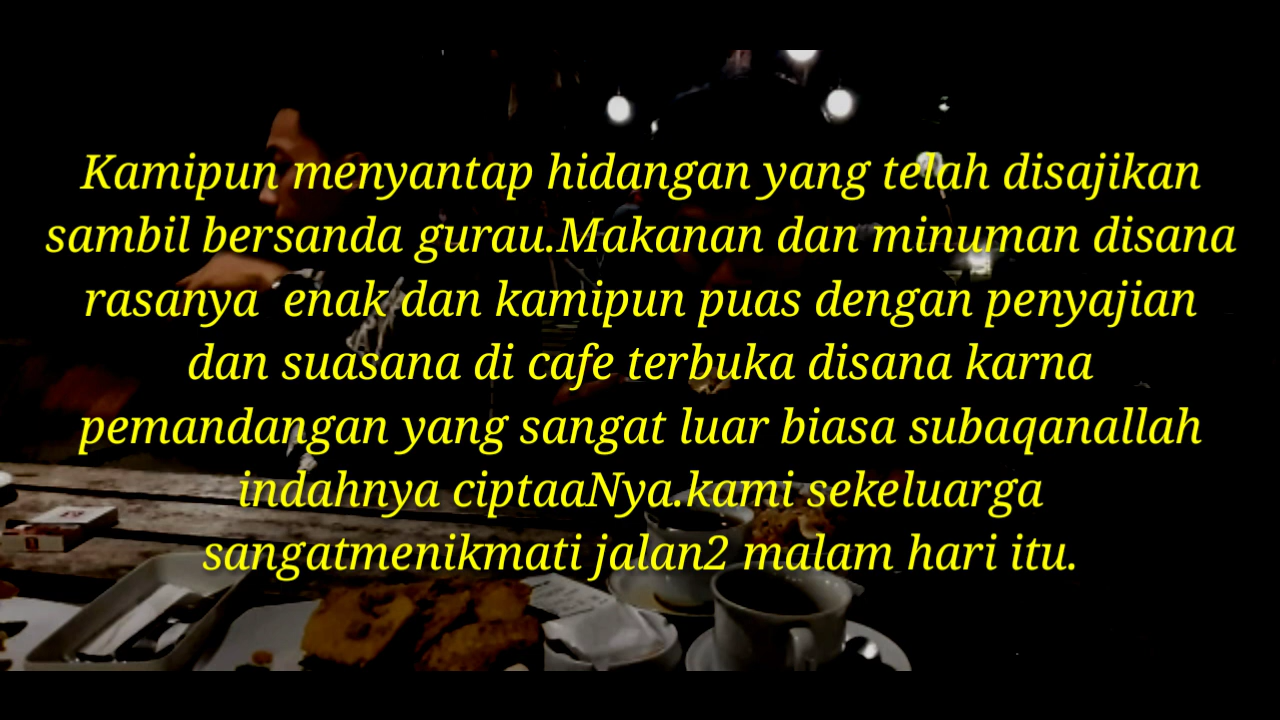 Kamipun menyantap hidangan yang telah disajikan
sambil bersanda gurau.Makanan dan minuman disana
rasanya  enak dan kamipun puas dengan penyajian
dan suasana di cafe terbuka disana karna
pemandangan yang sangat luar biasa subaqanallah
indahnya ciptaaNya.kami sekeluarga
sangatmenikmati jalan2 malam hari itu.